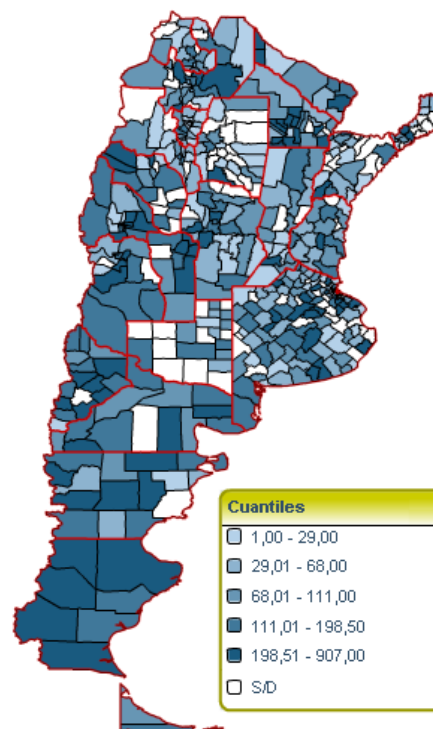 Cuantiles
1,00 - 29,00
29,01 - 68,00
68,01 - 111,00
111,01 - 198,50
198,51 - 907,00
S/D